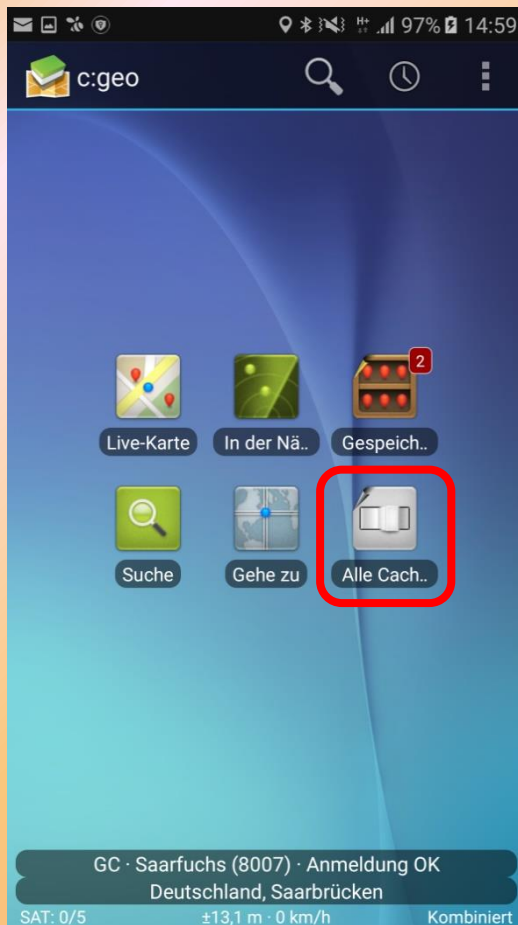 H+ 97% 14:59
c:geo
2
Live-Karte In der Nä.. Gespeich..
Suche Gehe zu Alle Cach..
GC · Saarfuchs (8007) · Anmeldung OK
Deutschland, Saarbrücken
SAT: 0/5 ±13,1 m · 0 km/h Kombiniert